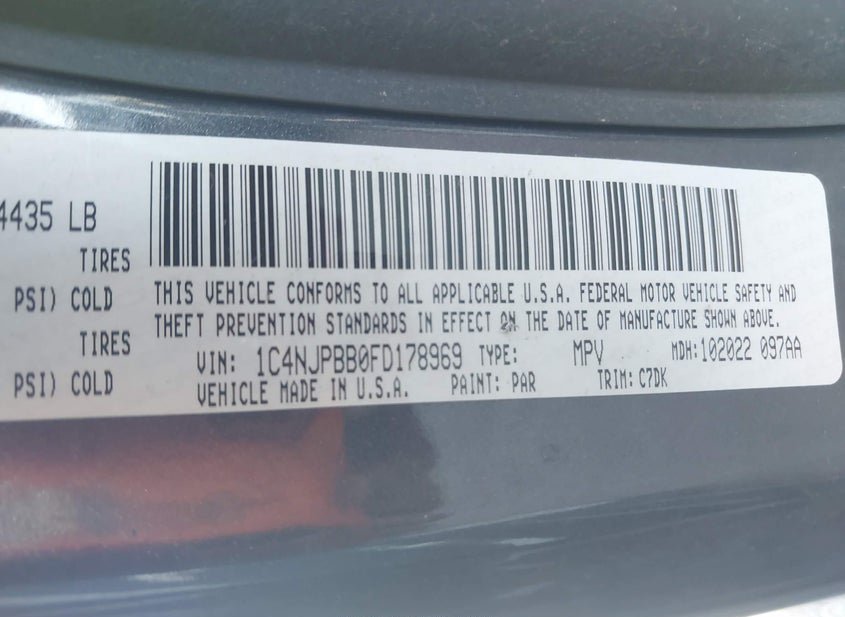 4435 LB
TIRES
PSI) COLD
TIRES
PSI) COLD
THIS VEHICLE CONFORMS TO ALL APPLICABLE U.S.A. FEDERAL MOTOR VEHICLE SAFETY AND
THEFT PREVENTION STANDARDS IN EFFECT ON THE DATE OF MANUFACTURE SHOWN ABOVE.
VIN: 1C4NJPBB0FD178969 TYPE: MPV MDH:102022 097AA
VEHICLE MADE IN U.S.A. PAINT: PAR TRIM: C7DK